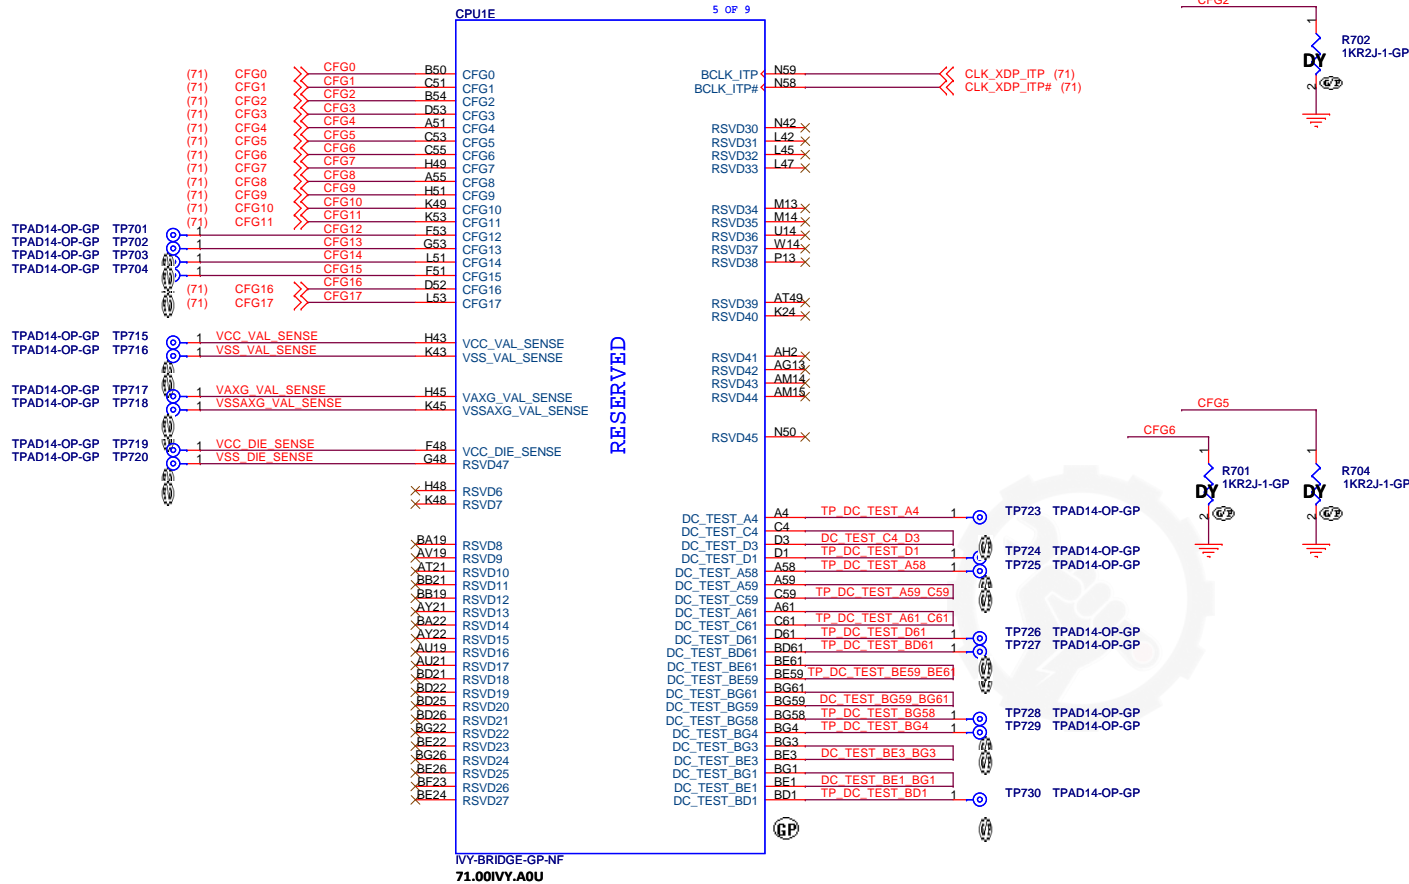 CPU1E 5 OF 9
CFG2
R702
1KR2J-1-GP
DY
1
2
(71) CFG0 CFG0 B50 CFG0
(71) CFG1 CFG1 C51 CFG1
(71) CFG2 CFG2 B54 CFG2
(71) CFG3 CFG3 D53 CFG3
(71) CFG4 CFG4 A51 CFG4
(71) CFG5 CFG5 C53 CFG5
(71) CFG6 CFG6 C55 CFG6
(71) CFG7 CFG7 H49 CFG7
(71) CFG8 CFG8 A55 CFG8
(71) CFG9 CFG9 H51 CFG9
(71) CFG10 CFG10 K49 CFG10
(71) CFG11 CFG11 K53 CFG11
TPAD14-OP-GP TP701 1 CFG12 F53 CFG12
TPAD14-OP-GP TP702 1 CFG13 G53 CFG13
TPAD14-OP-GP TP703 1 CFG14 L51 CFG14
TPAD14-OP-GP TP704 1 CFG15 F51 CFG15
(71) CFG16 CFG16 D52 CFG16
(71) CFG17 CFG17 L53 CFG17
TPAD14-OP-GP TP715 1 VCC_VAL_SENSE H43 VCC_VAL_SENSE
TPAD14-OP-GP TP716 1 VSS_VAL_SENSE K43 VSS_VAL_SENSE
TPAD14-OP-GP TP717 1 VAXG_VAL_SENSE H45 VAXG_VAL_SENSE
TPAD14-OP-GP TP718 1 VSSAXG_VAL_SENSE K45 VSSAXG_VAL_SENSE
TPAD14-OP-GP TP719 1 VCC_DIE_SENSE F48 VCC_DIE_SENSE
TPAD14-OP-GP TP720 1 VSS_DIE_SENSE G48 RSVD47
H48 RSVD6
K48 RSVD7
BA19 RSVD8
AV19 RSVD9
AT21 RSVD10
BB21 RSVD11
BB19 RSVD12
AY21 RSVD13
BA22 RSVD14
AY22 RSVD15
AU19 RSVD16
AU21 RSVD17
BD21 RSVD18
BD22 RSVD19
BD25 RSVD20
BD26 RSVD21
BG22 RSVD22
BE22 RSVD23
BG26 RSVD24
BE26 RSVD25
BF23 RSVD26
BE24 RSVD27
RESERVED
BCLK_ITP N59 CLK_XDP_ITP (71)
BCLK_ITP# N58 CLK_XDP_ITP# (71)
RSVD30 N42
RSVD31 L42
RSVD32 L45
RSVD33 L47
RSVD34 M13
RSVD35 M14
RSVD36 U14
RSVD37 W14
RSVD38 P13
RSVD39 AT49
RSVD40 K24
RSVD41 AH2
RSVD42 AG13
RSVD43 AM14
RSVD44 AM15
RSVD45 N50
DC_TEST_A4 A4 TP_DC_TEST_A4 1 TP723 TPAD14-OP-GP
DC_TEST_C4 C4
DC_TEST_D3 D3 DC_TEST_C4_D3
DC_TEST_D1 D1 TP_DC_TEST_D1 1 TP724 TPAD14-OP-GP
DC_TEST_A58 A58 TP_DC_TEST_A58 1 TP725 TPAD14-OP-GP
DC_TEST_A59 A59
DC_TEST_C59 C59 TP_DC_TEST_A59_C59
DC_TEST_A61 A61
DC_TEST_C61 C61 TP_DC_TEST_A61_C61
DC_TEST_D61 D61 TP_DC_TEST_D61 1 TP726 TPAD14-OP-GP
DC_TEST_BD61 BD61 TP_DC_TEST_BD61 1 TP727 TPAD14-OP-GP
DC_TEST_BE61 BE61
DC_TEST_BE59 BE59 TP_DC_TEST_BE59_BE61
DC_TEST_BG61 BG61
DC_TEST_BG59 BG59 DC_TEST_BG59_BG61
DC_TEST_BG58 BG58 TP_DC_TEST_BG58 1 TP728 TPAD14-OP-GP
DC_TEST_BG4 BG4 TP_DC_TEST_BG4 1 TP729 TPAD14-OP-GP
DC_TEST_BG3 BG3
DC_TEST_BE3 BE3 DC_TEST_BE3_BG3
DC_TEST_BG1 BG1
DC_TEST_BE1 BE1 DC_TEST_BE1_BG1
DC_TEST_BD1 BD1 TP_DC_TEST_BD1 1 TP730 TPAD14-OP-GP
GP
CFG5
CFG6
1
R701
1KR2J-1-GP
DY
2
1
R704
1KR2J-1-GP
DY
2
IVY-BRIDGE-GP-NF
71.00IVY.A0U